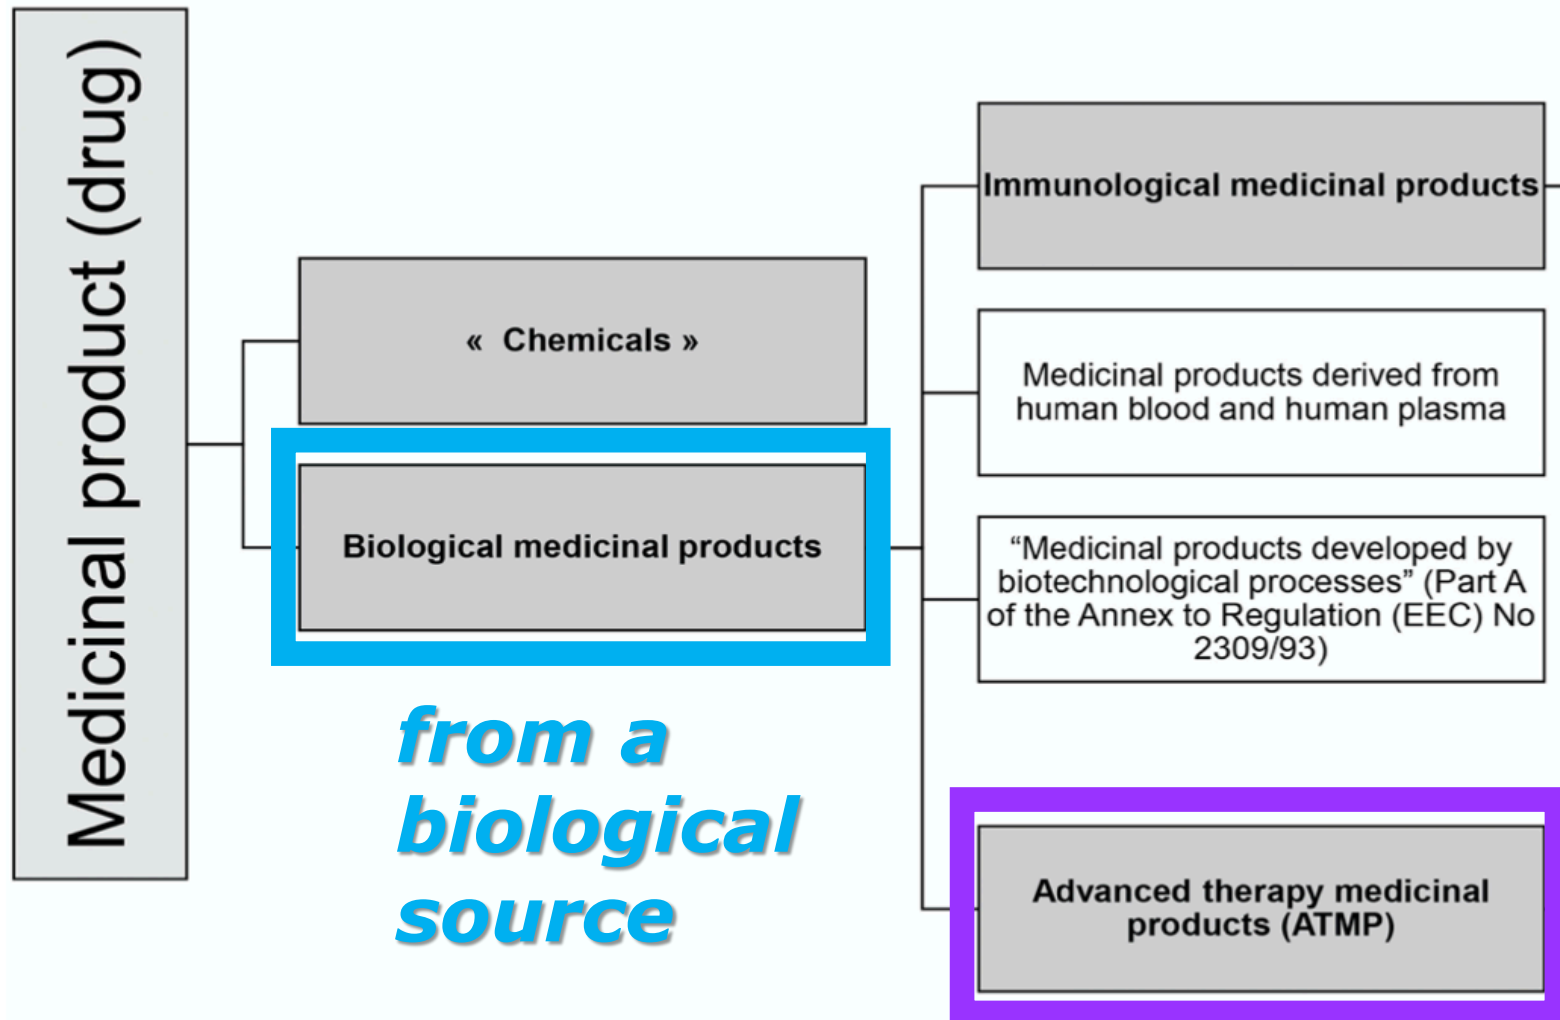 Medicinal product (drug)
« Chemicals »
Biological medicinal products
from a
biological
source
Immunological medicinal products
Medicinal products derived from
human blood and human plasma
“Medicinal products developed by
biotechnological processes” (Part A
of the Annex to Regulation (EEC) No
2309/93)
Advanced therapy medicinal
products (ATMP)